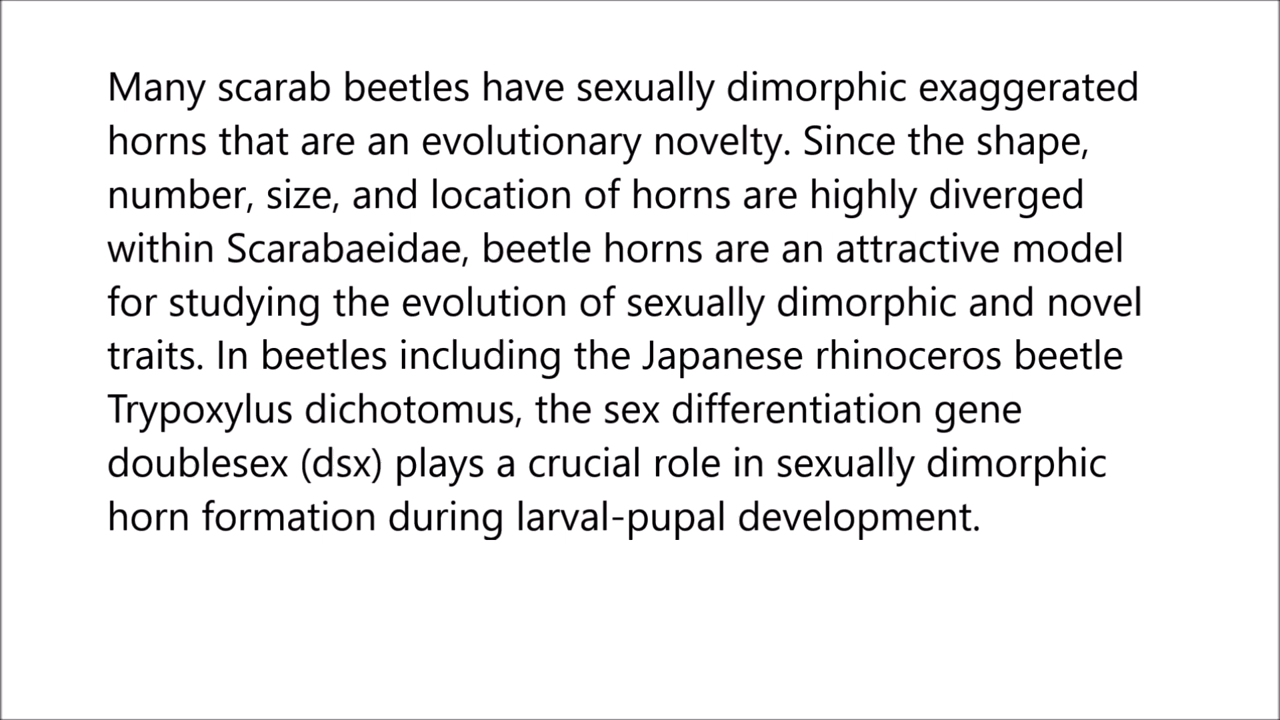 Many scarab beetles have sexually dimorphic exaggerated
horns that are an evolutionary novelty. Since the shape,
number, size, and location of horns are highly diverged
within Scarabaeidae, beetle horns are an attractive model
for studying the evolution of sexually dimorphic and novel
traits. In beetles including the Japanese rhinoceros beetle
Trypoxylus dichotomus, the sex differentiation gene
doublesex (dsx) plays a crucial role in sexually dimorphic
horn formation during larval-pupal development.